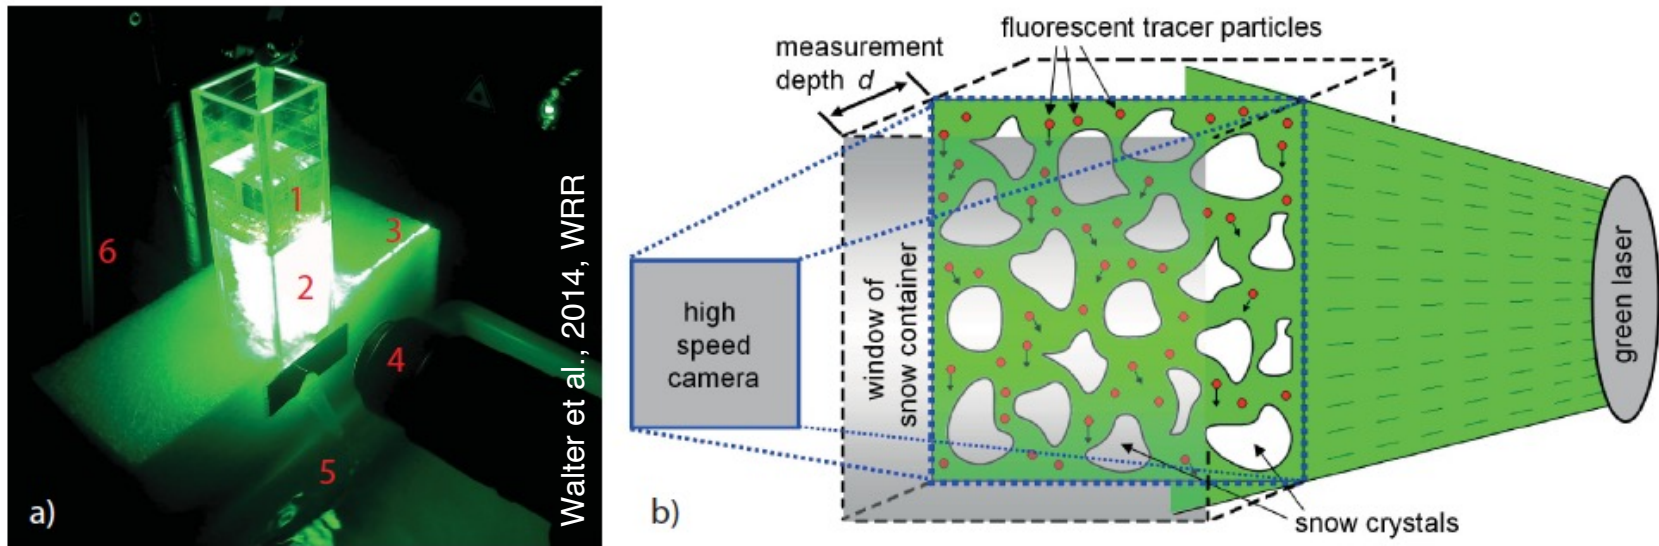 1
2
3
4
5
6
a)
Walter et al., 2014, WRR
fluorescent tracer particles
measurement
depth d
high
speed
camera
window of
snow container
green laser
b)
snow crystals